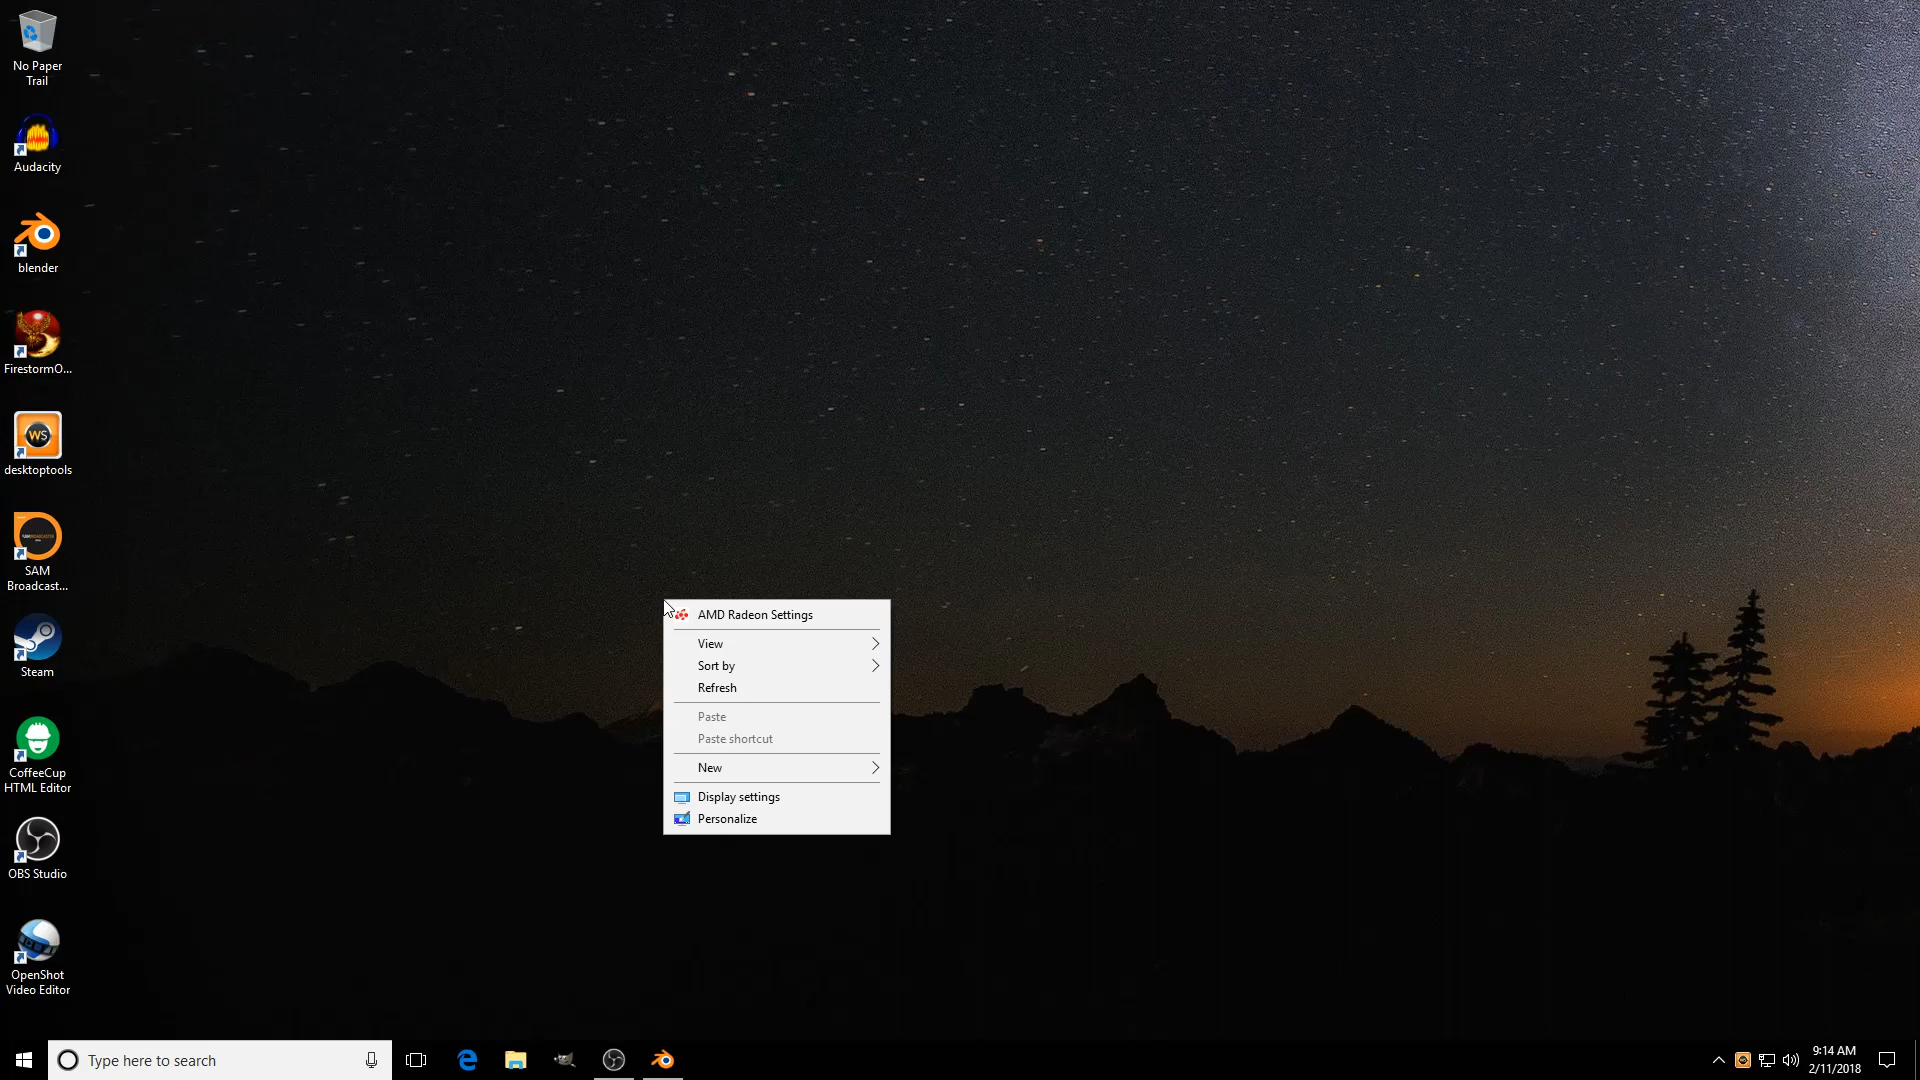 No Paper
Trail
Audacity
blender
FirestormO...
WS
desktoptools
SAM
Broadcast...
Steam
CoffeeCup
HTML Editor
OBS Studio
OpenShot
Video Editor
AMD Radeon Settings
View
Sort by
Refresh
Paste
Paste shortcut
New
Display settings
Personalize
Type here to search
9:14 AM
2/11/2018